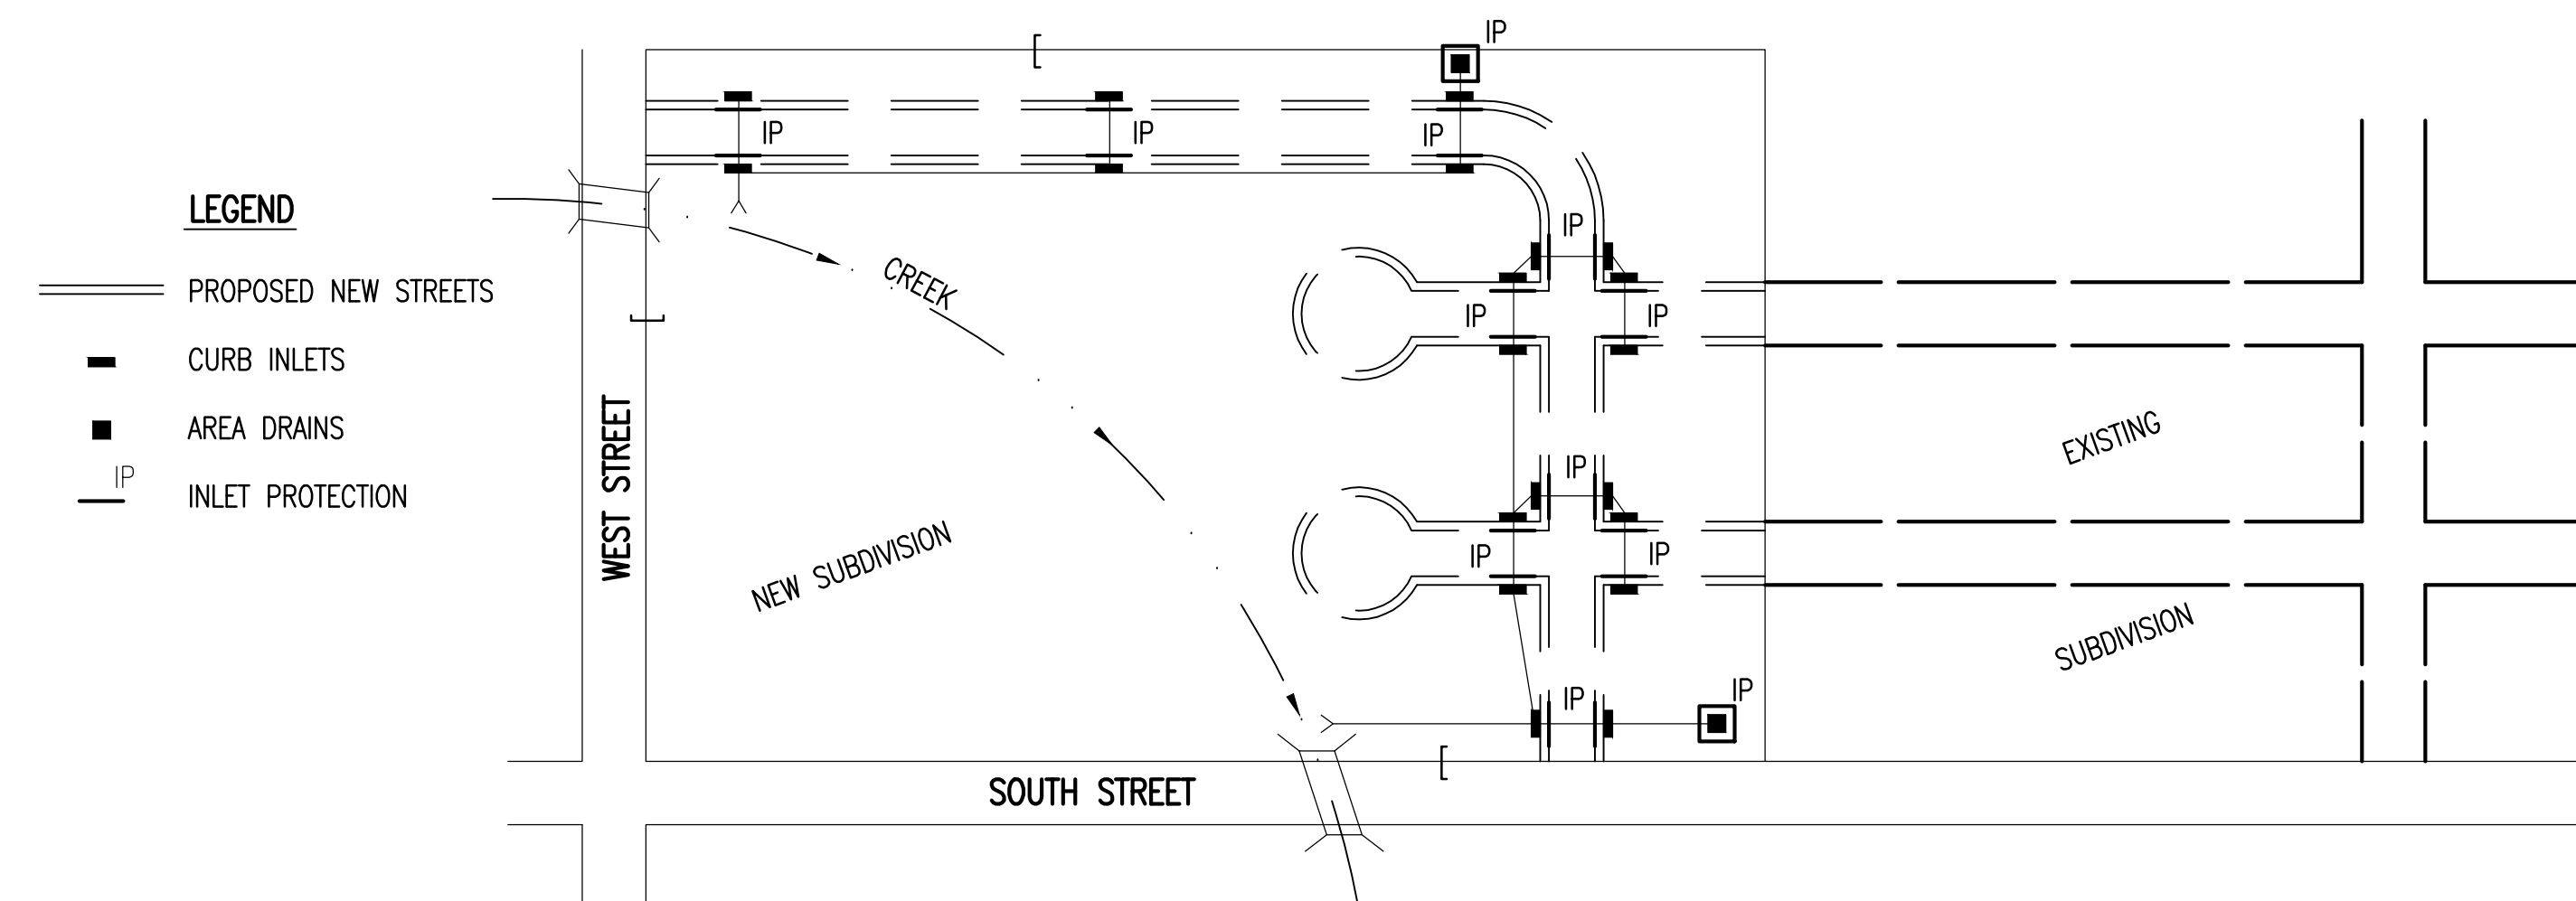 LEGEND
PROPOSED NEW STREETS
CURB INLETS
AREA DRAINS
IP
INLET PROTECTION
WEST STREET
IP
IP
IP
IP
IP
CREEK
IP
IP
NEW SUBDIVISION
IP
IP
IP
IP
IP
SOUTH STREET
EXISTING
SUBDIVISION